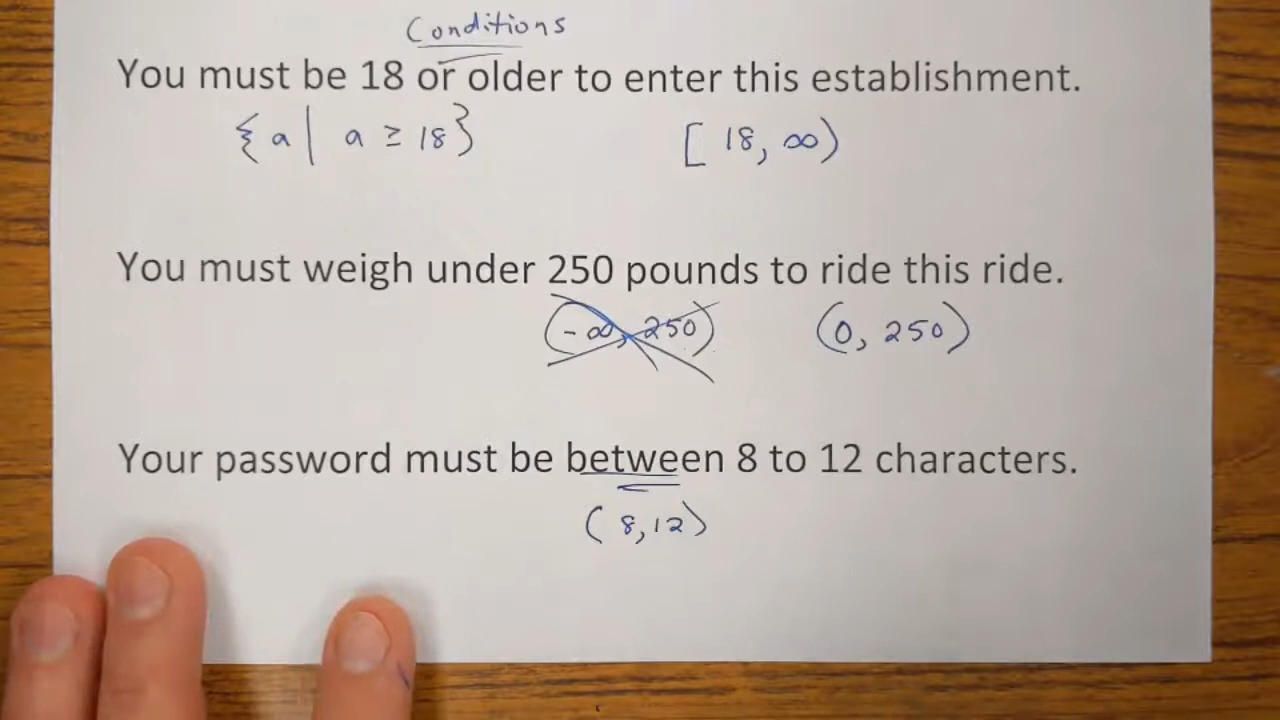 Conditions
You must be 18 or older to enter this establishment.
{a | a ≥ 18} [18, ∞)
You must weigh under 250 pounds to ride this ride.
(-∞, 250) (0, 250)
Your password must be between 8 to 12 characters.
(8,12)